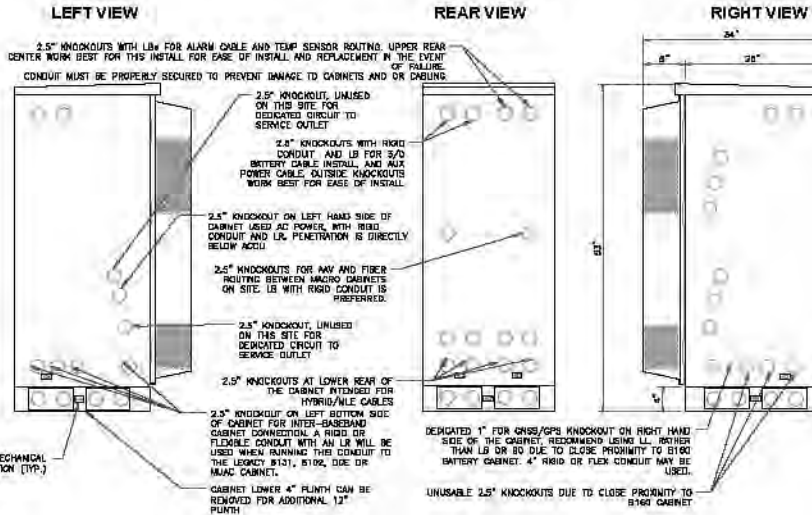 LEFT VIEW
REAR VIEW
RIGHT VIEW
2.5" KNOCKOUTS WITH LBs FOR ALARM CABLE AND TEMP SENSOR ROUTING. UPPER REAR
CENTER WORK BEST FOR THIS INSTALL FOR EASE OF INSTALL AND REPLACEMENT IN THE EVENT
OF FAILURE.
CONDUIT MUST BE PROPERLY SECURED TO PREVENT DAMAGE TO CABINETS AND OR CABLING
2.5" KNOCKOUT, UNUSED
ON THIS SITE FOR
DEDICATED CIRCUIT TO
SERVICE OUTLET
2.5" KNOCKOUTS WITH RIGID
CONDUIT AND LB FOR
BATTERY CABLE INSTALL, AND AUX
POWER CABLE. OUTSIDE KNOCKOUTS
WORK BEST FOR EASE OF INSTALL
2.5" KNOCKOUT ON LEFT HAND SIDE OF
CABINET USED AC POWER, WITH RIGID
CONDUIT AND LR. PENETRATION IS DIRECTLY
BELOW ACCU
2.5" KNOCKOUTS FOR AAV AND FIBER
ROUTING BETWEEN MACRO CABINETS
ON SITE. LB WITH RIGID CONDUIT IS
PREFERRED.
2.5" KNOCKOUT, UNUSED
ON THIS SITE FOR
DEDICATED CIRCUIT TO
SERVICE OUTLET
2.5" KNOCKOUTS AT LOWER REAR OF
THE CABINET INTENDED FOR
HYBRID/MLE CABLES
2.5" KNOCKOUT ON LEFT BOTTOM SIDE
OF CABINET FOR INTER-BASEBAND
CABINET CONNECTION. A RIGID OR
FLEXIBLE CONDUIT WITH AN LR WILL BE
USED WHEN RUNNING THIS CONDUIT TO
THE LEGACY 6131, 6102, OR
CABINET.
CABINET LOWER 4" PLINTH CAN BE
REMOVED FOR ADDITIONAL 12"
PLINTH
MECHANICAL
(TYP.)
DEDICATED 1" FOR GNSS/GPS KNOCKOUT ON RIGHT HAND
SIDE OF THE CABINET, RECOMMEND USING LL, RATHER
THAN LB OR 90 DUE TO CLOSE PROXIMITY TO B160
BATTERY CABINET. 4" RIGID OR FLEX CONDUIT MAY BE
USED.
UNUSABLE 2.5" KNOCKOUTS DUE TO CLOSE PROXIMITY TO
B160 CABINET
34"
63"
4"